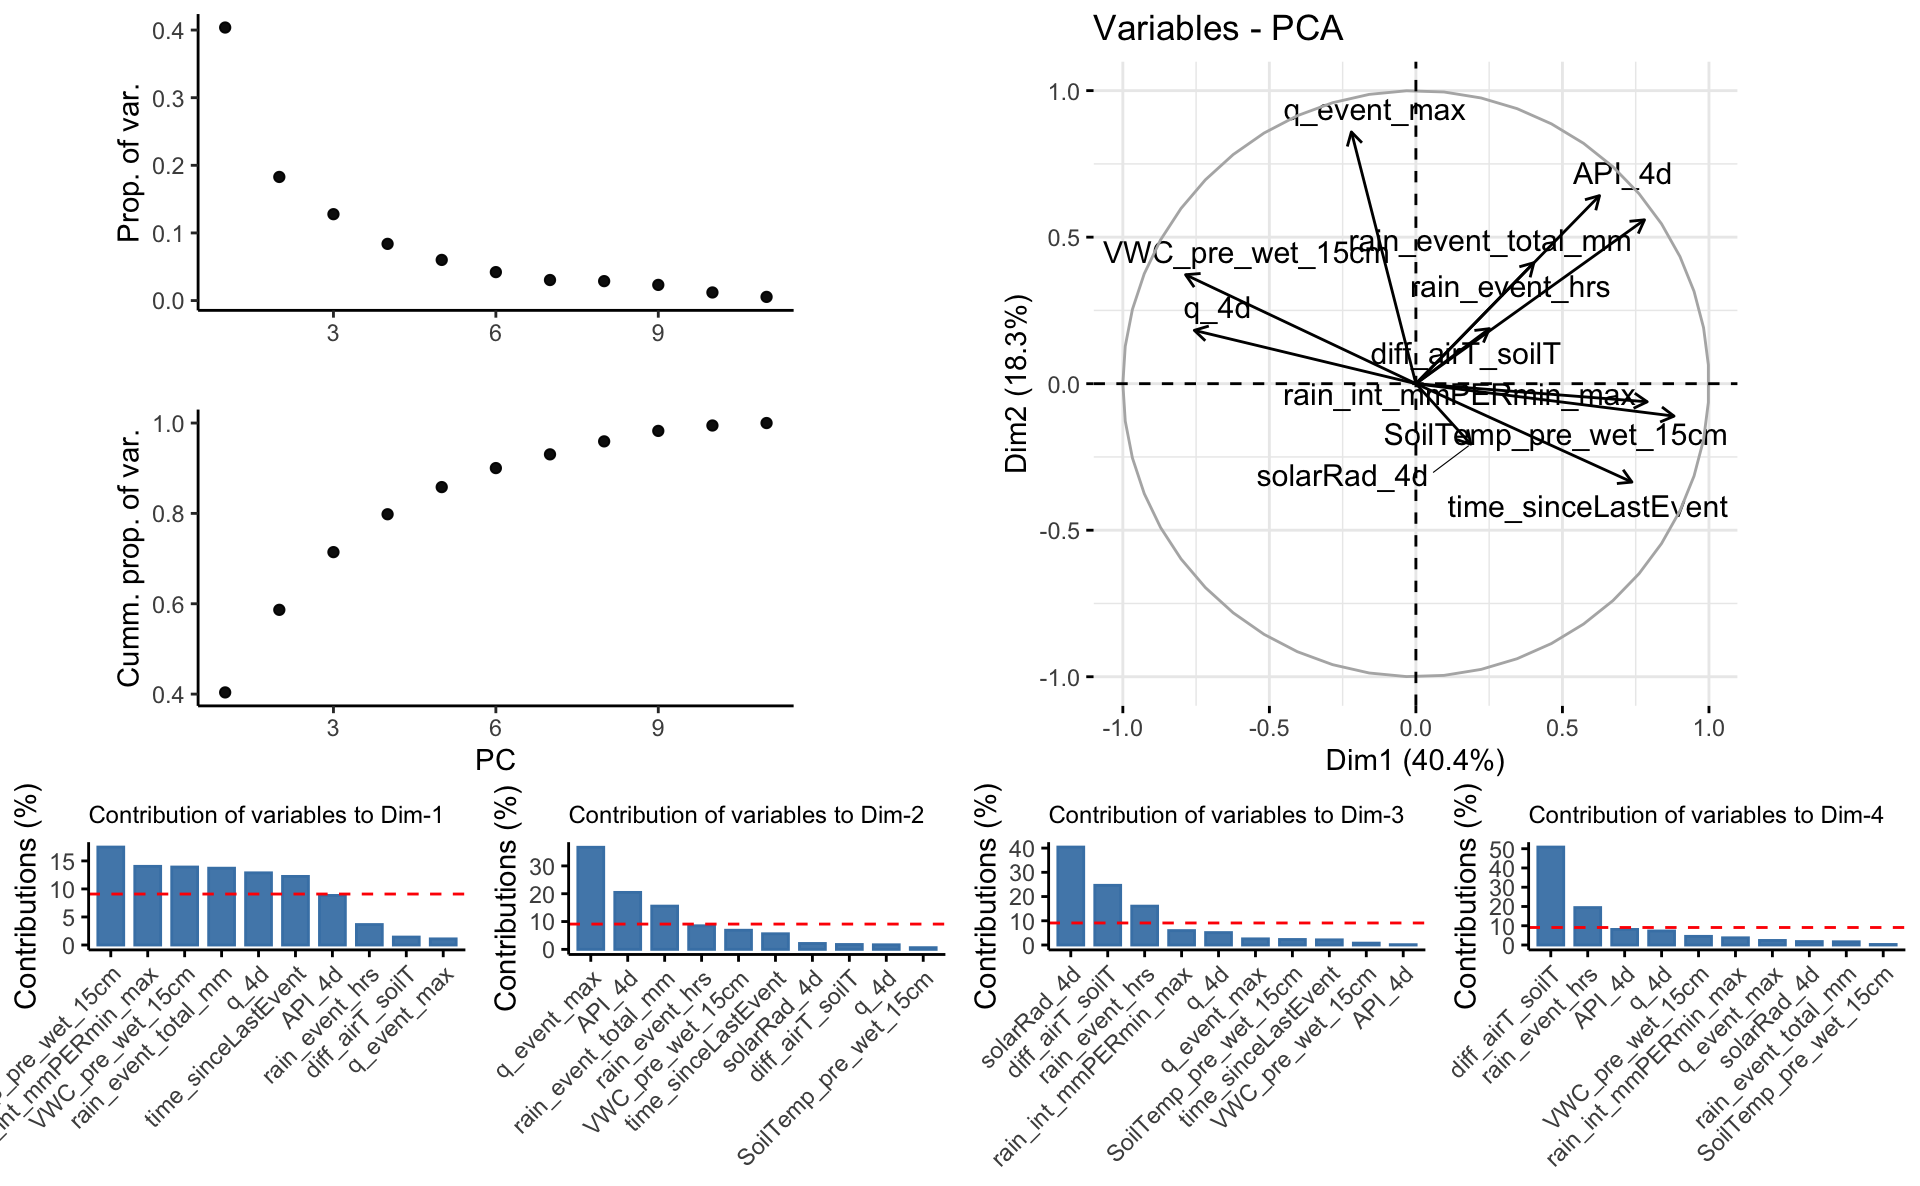 Prop. of var.
0.4
0.3
0.2
0.1
0.0
3
6
9
Cumm. prop. of var.
1.0
0.8
0.6
0.4
3
6
9
PC
Variables - PCA
Dim2 (18.3%)
1.0
0.5
0.0
-0.5
-1.0
q_event_max
API_4d
rain_event_total_mm
VWC_pre_wet_15cm
rain_event_hrs
q_4d
diff_airT_soilT
rain_int_mmPERmin_max
SoilTemp_pre_wet_15cm
solarRad_4d
time_sinceLastEvent
-1.0
-0.5
0.0
0.5
1.0
Dim1 (40.4%)
Contribution of variables to Dim-1
Contributions (%)
15
10
5
0
_pre_wet_15cm
_int_mmPERmin_max
VWC_pre_wet_15cm
rain_event_total_mm
q_4d
time_sinceLastEvent
API_4d
rain_event_hrs
diff_airT_soilT
q_event_max
Contribution of variables to Dim-2
Contributions (%)
30
20
10
0
q_event_max
API_4d
rain_event_total_mm
rain_event_hrs
VWC_pre_wet_15cm
time_sinceLastEvent
solarRad_4d
diff_airT_soilT
q_4d
SoilTemp_pre_wet_15cm
Contribution of variables to Dim-3
Contributions (%)
40
30
20
10
0
solarRad_4d
diff_airT_soilT
rain_event_hrs
rain_int_mmPERmin_max
q_4d
q_event_max
SoilTemp_pre_wet_15cm
time_sinceLastEvent
VWC_pre_wet_15cm
API_4d
Contribution of variables to Dim-4
Contributions (%)
50
40
30
20
10
0
diff_airT_soilT
rain_event_hrs
API_4d
q_4d
VWC_pre_wet_15cm
rain_int_mmPERmin_max
q_event_max
solarRad_4d
rain_event_total_mm
SoilTemp_pre_wet_15cm